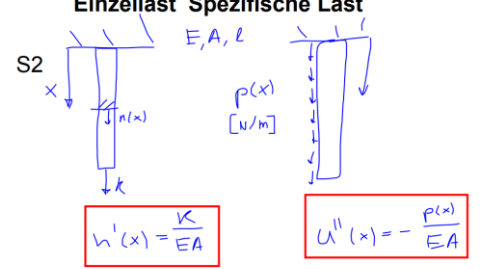 Einzellast Spezifische Last
S2
E, A, l
x
n(x)
K
p(x)
[N/m]
n'(x) = K/EA
u''(x) = - p(x)/EA